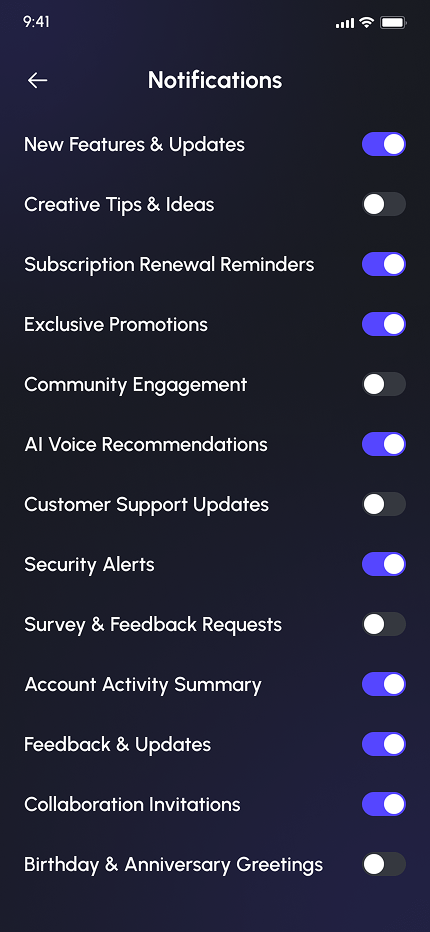 9:41
Notifications
New Features & Updates
Creative Tips & Ideas
Subscription Renewal Reminders
Exclusive Promotions
Community Engagement
AI Voice Recommendations
Customer Support Updates
Security Alerts
Survey & Feedback Requests
Account Activity Summary
Feedback & Updates
Collaboration Invitations
Birthday & Anniversary Greetings